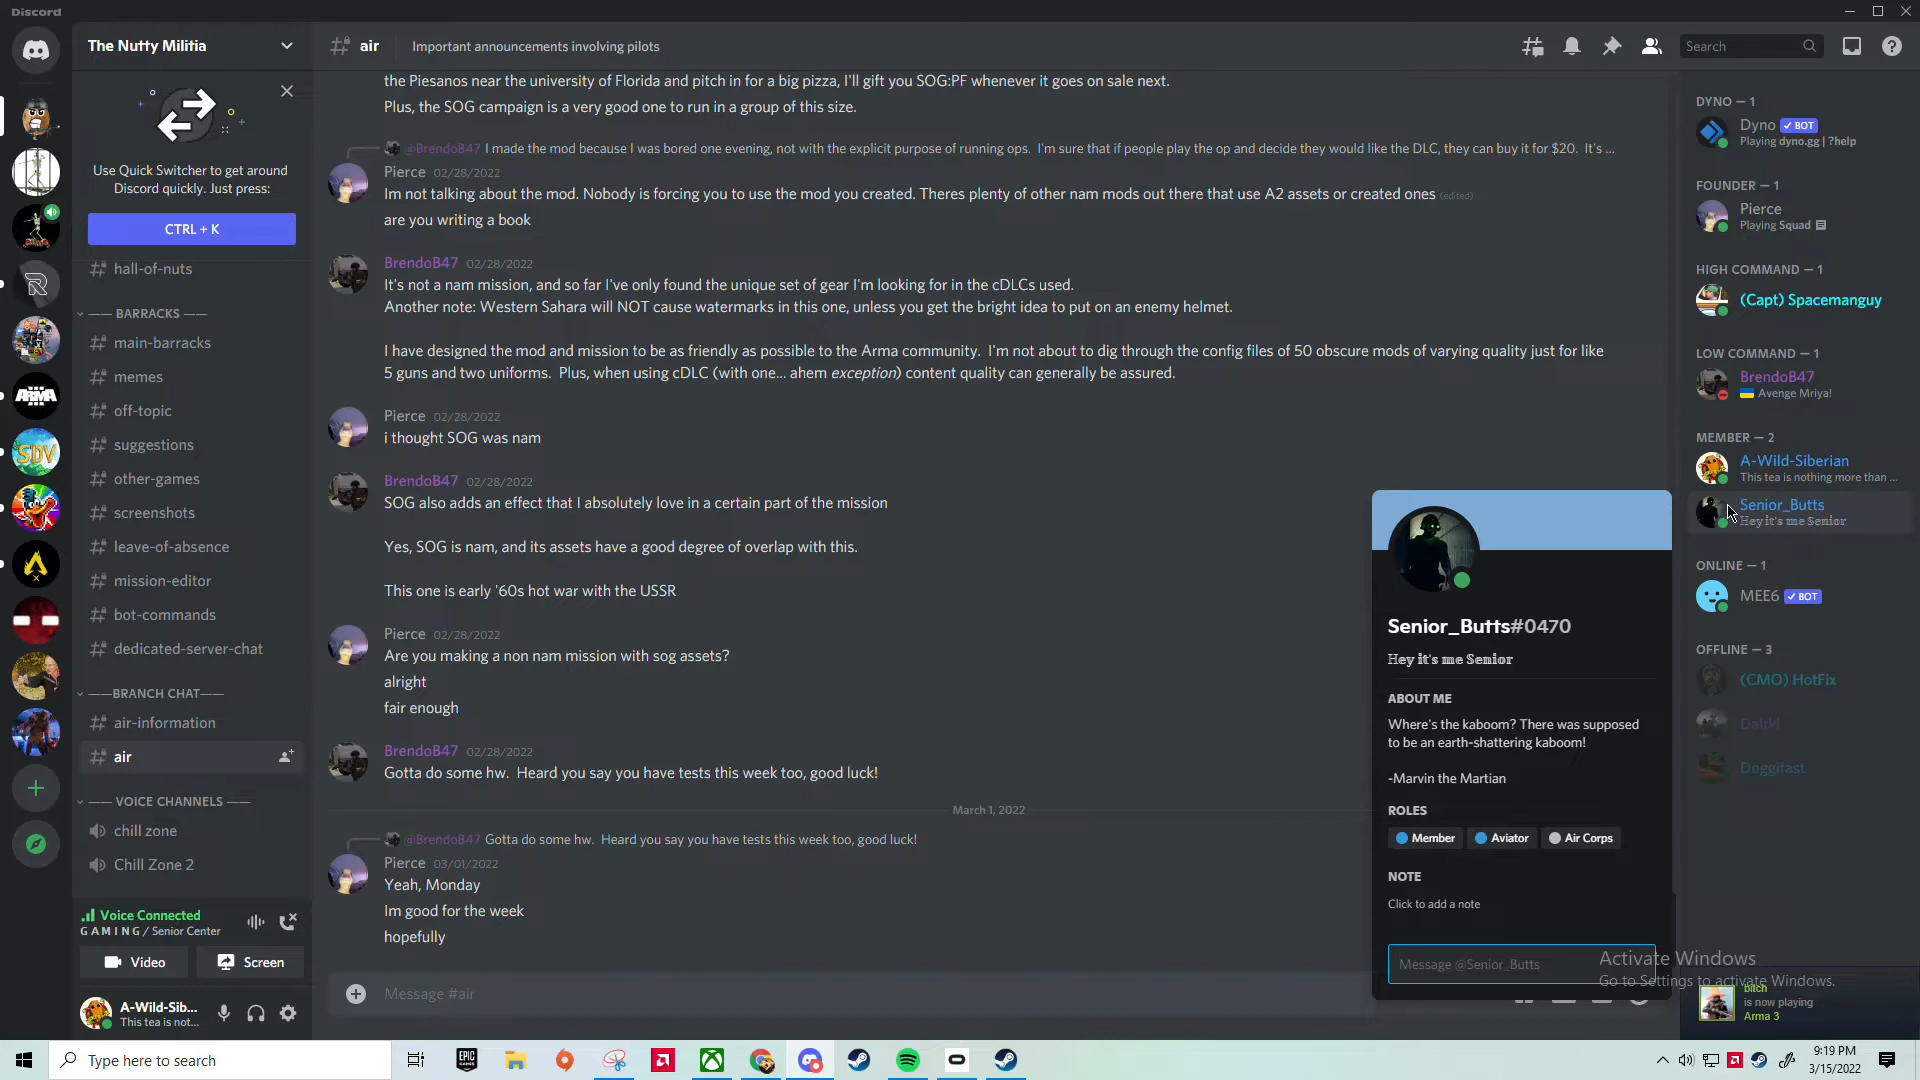 Discord
The Nutty Militia
Use Quick Switcher to get around
Discord quickly. Just press:
CTRL + K
hall-of-nuts
—— BARRACKS ——
main-barracks
memes
off-topic
suggestions
other-games
screenshots
leave-of-absence
mission-editor
bot-commands
dedicated-server-chat
——BRANCH CHAT——
air-information
air
—— VOICE CHANNELS ——
chill zone
Chill Zone 2
Voice Connected
G A M I N G / Senior Center
Video
Screen
A-Wild-Sib...
This tea is not...
air
Important announcements involving pilots
Search
the Piesanos near the university of Florida and pitch in for a big pizza, I'll gift you SOG:PF whenever it goes on sale next.
Plus, the SOG campaign is a very good one to run in a group of this size.
@BrendoB47 I made the mod because I was bored one evening, not with the explicit purpose of running ops. I'm sure that if people play the op and decide they would like the DLC, they can buy it for $20. It's ...
Pierce 02/28/2022
Im not talking about the mod. Nobody is forcing you to use the mod you created. Theres plenty of other nam mods out there that use A2 assets or created ones (edited)
are you writing a book
BrendoB47 02/28/2022
It's not a nam mission, and so far I've only found the unique set of gear I'm looking for in the cDLCs used.
Another note: Western Sahara will NOT cause watermarks in this one, unless you get the bright idea to put on an enemy helmet.
I have designed the mod and mission to be as friendly as possible to the Arma community. I'm not about to dig through the config files of 50 obscure mods of varying quality just for like
5 guns and two uniforms. Plus, when using cDLC (with one... ahem exception) content quality can generally be assured.
Pierce 02/28/2022
i thought SOG was nam
BrendoB47 02/28/2022
SOG also adds an effect that I absolutely love in a certain part of the mission
Yes, SOG is nam, and its assets have a good degree of overlap with this.
This one is early '60s hot war with the USSR
Pierce 02/28/2022
Are you making a non nam mission with sog assets?
alright
fair enough
BrendoB47 02/28/2022
Gotta do some hw. Heard you say you have tests this week too, good luck!
March 1, 2022
@BrendoB47 Gotta do some hw. Heard you say you have tests this week too, good luck!
Pierce 03/01/2022
Yeah, Monday
Im good for the week
hopefully
Message #air
Senior_Butts#0470
Hey it's me Senior
ABOUT ME
Where's the kaboom? There was supposed
to be an earth-shattering kaboom!
-Marvin the Martian
ROLES
Member
Aviator
Air Corps
NOTE
Click to add a note
Message @Senior_Butts
DYNO — 1
Dyno BOT
Playing dyno.gg | ?help
FOUNDER — 1
Pierce
Playing Squad
HIGH COMMAND — 1
(Capt) Spacemanguy
LOW COMMAND — 1
BrendoB47
Avenge Mriya!
MEMBER — 2
A-Wild-Siberian
This tea is nothing more than ...
Senior_Butts
Hey it's me Senior
ONLINE — 1
MEE6 BOT
OFFLINE — 3
(CMO) HotFix
Daltkl
Doggifast
Activate Windows
Go to Settings to activate Windows.
bitch
is now playing
Arma 3
ARMA
III
SDV
EPIC
GAMES
Type here to search
9:19 PM
3/15/2022